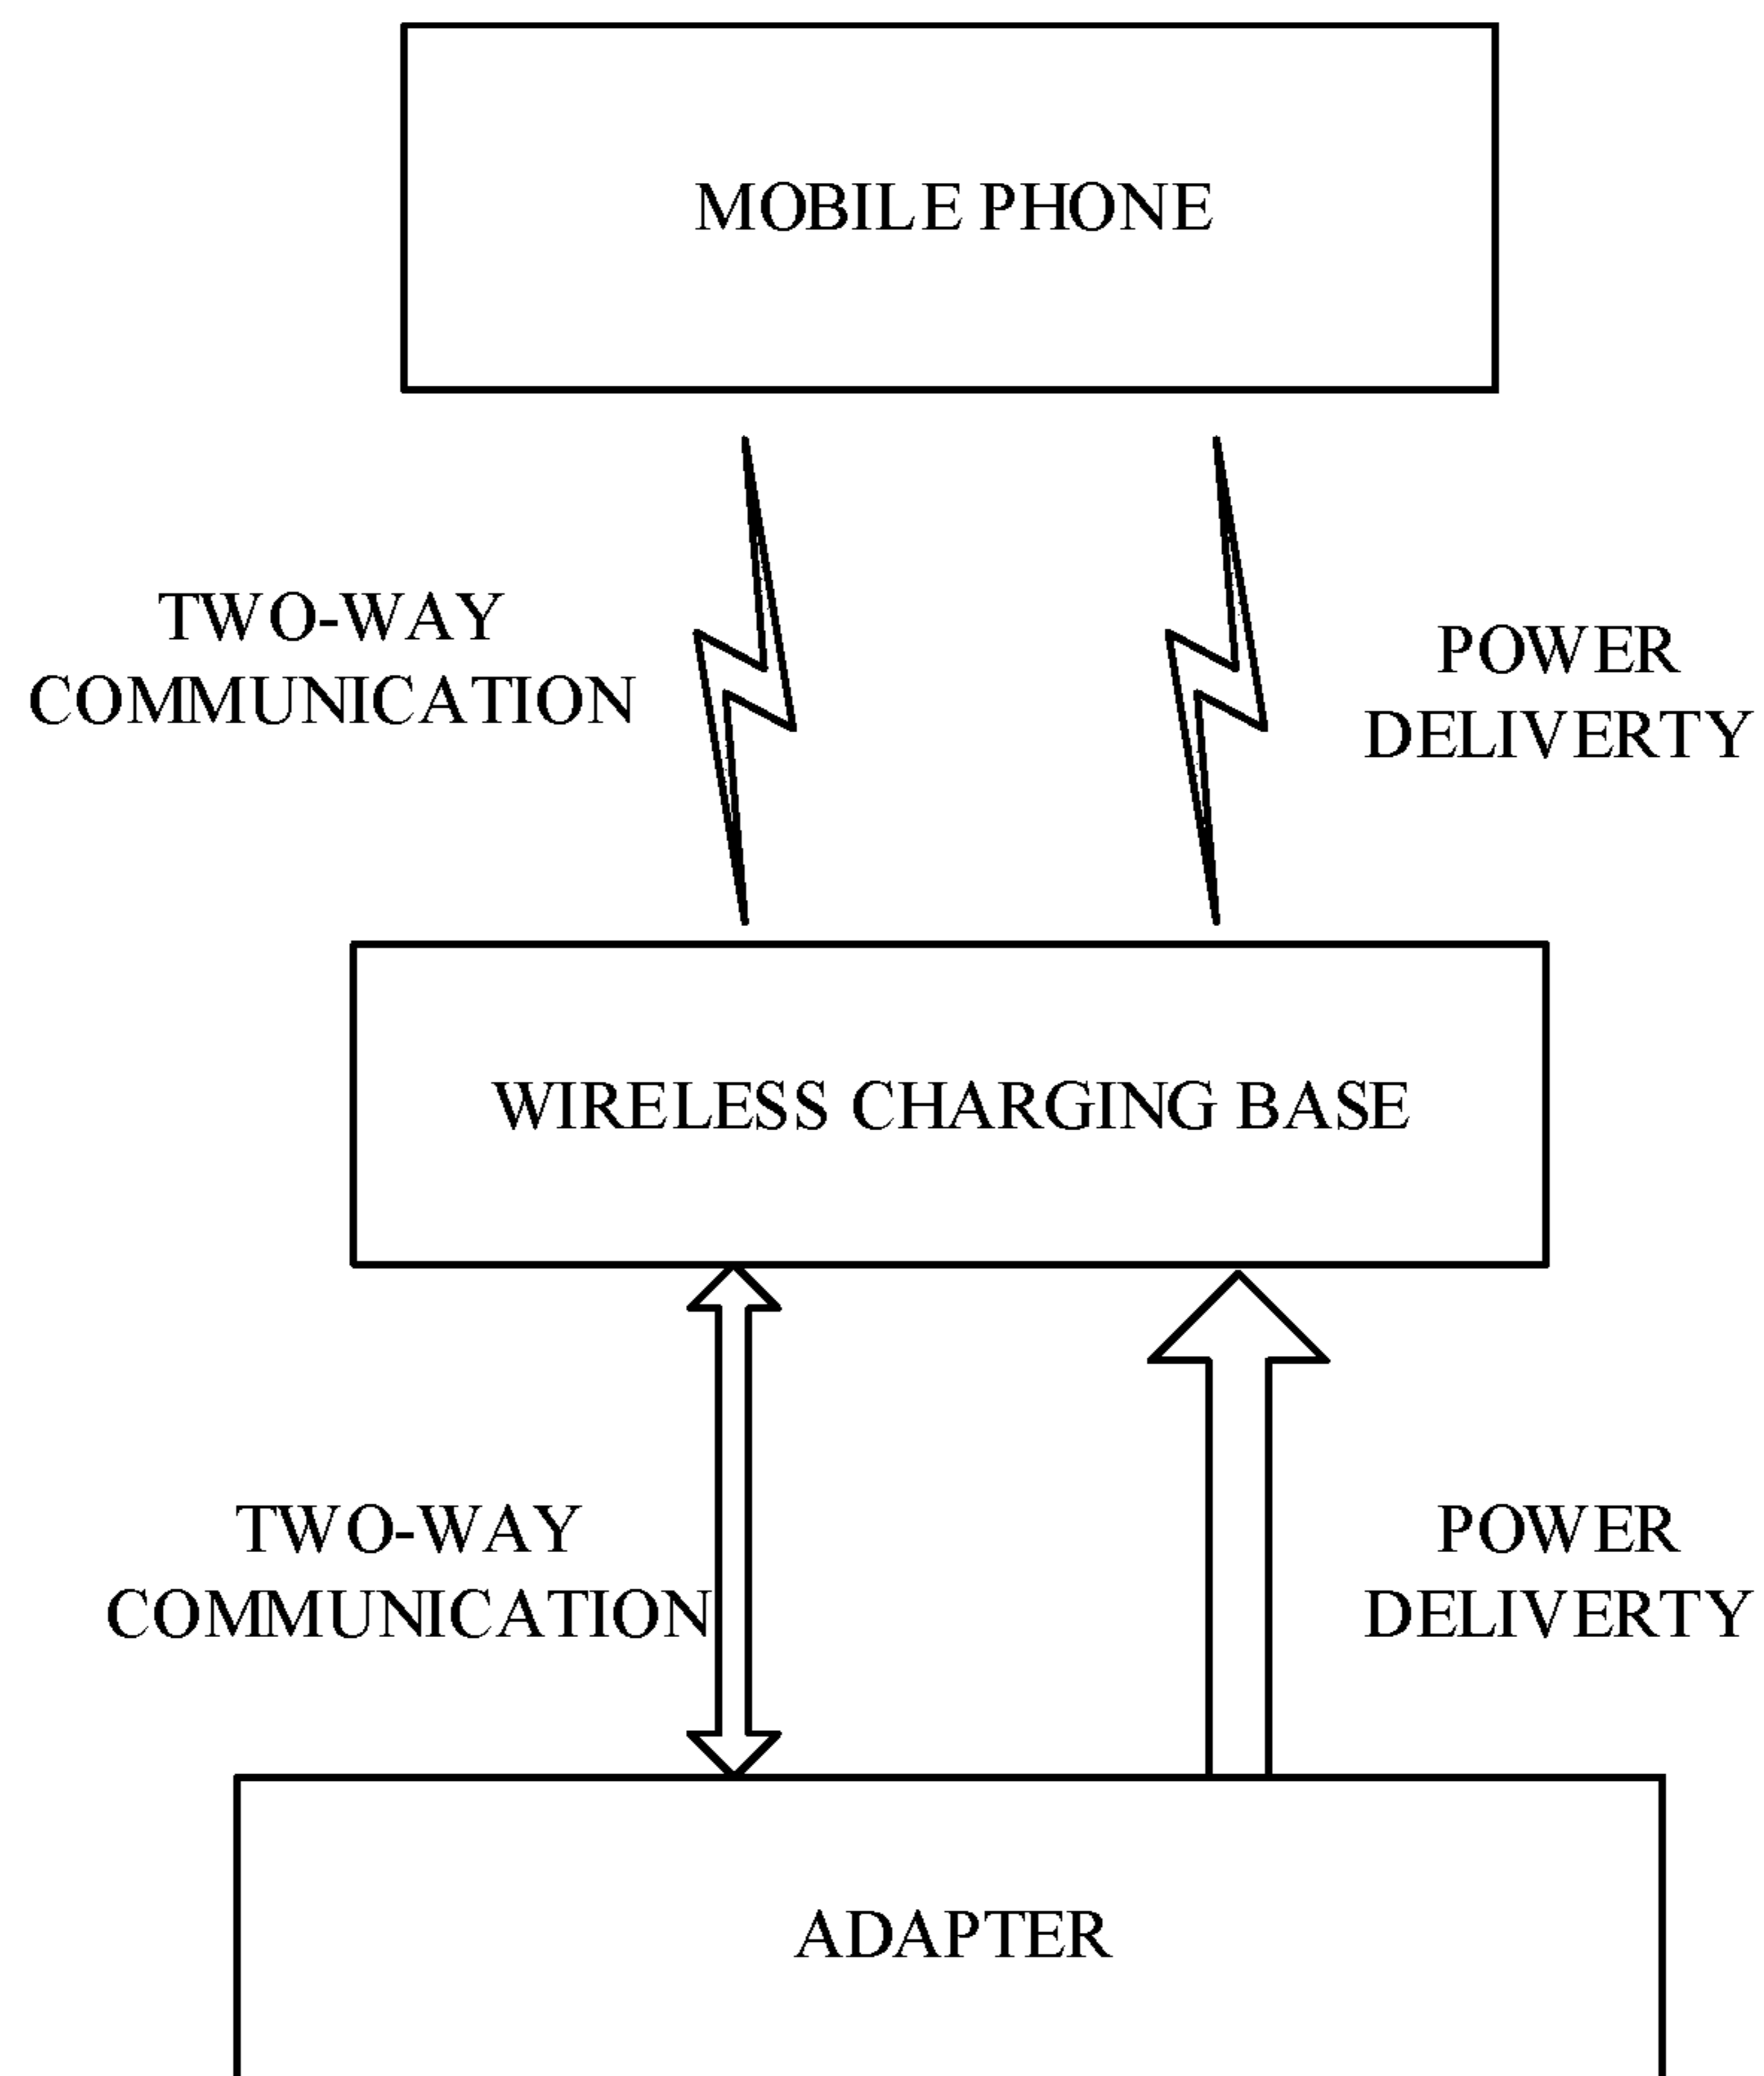 MOBILE PHONE
TWO-WAY
COMMUNICATION
POWER
DELIVERTY
WIRELESS CHARGING BASE
TWO-WAY
COMMUNICATION
POWER
DELIVERTY
ADAPTER